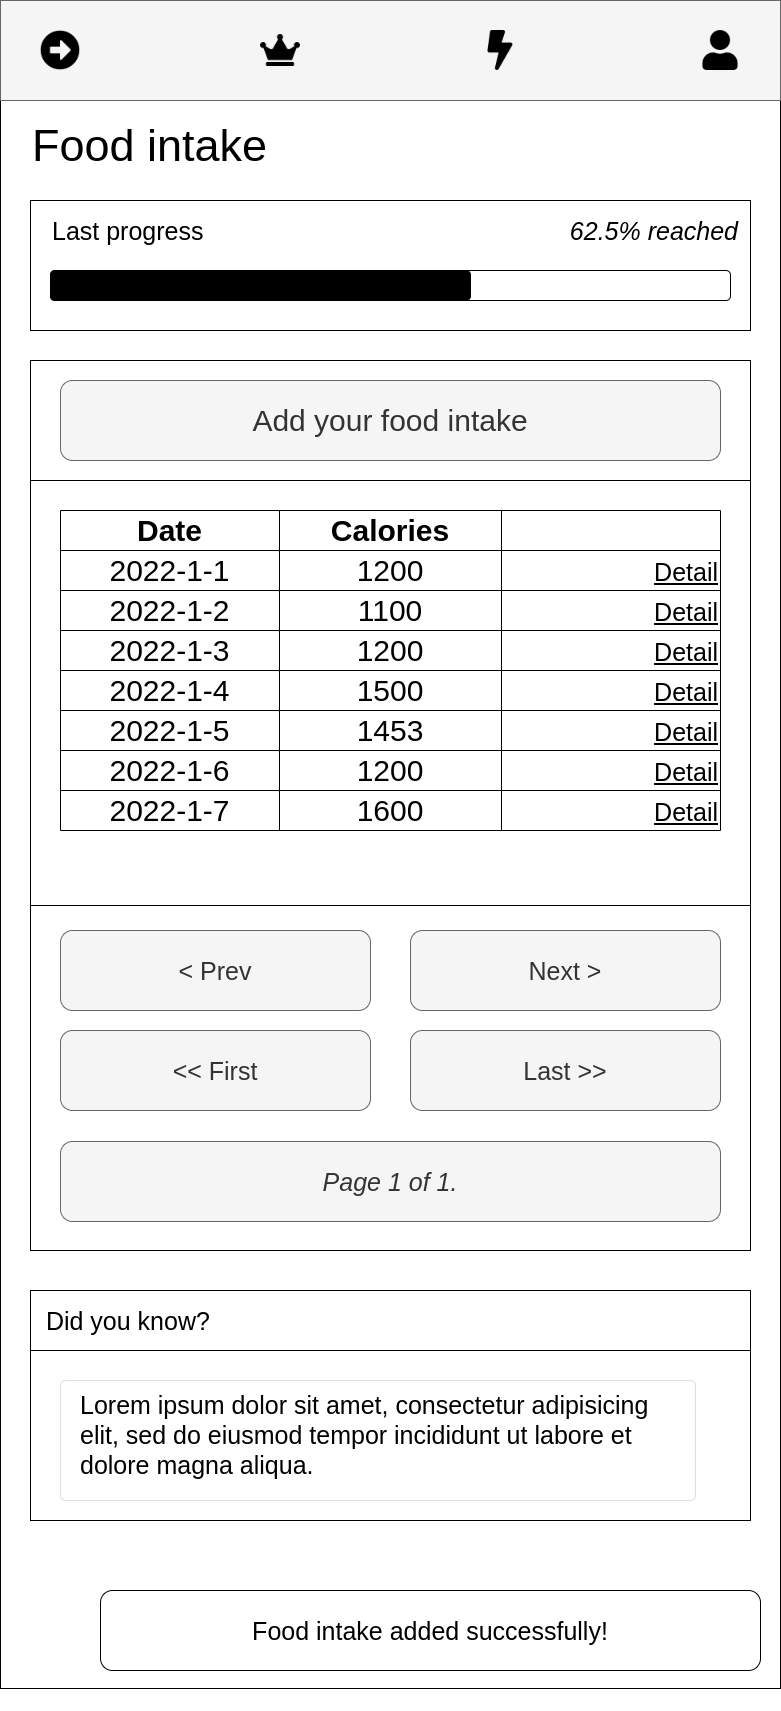 Food intake
Last progress 62.5% reached
Add your food intake
Date Calories
2022-1-1 1200 Detail
2022-1-2 1100 Detail
2022-1-3 1200 Detail
2022-1-4 1500 Detail
2022-1-5 1453 Detail
2022-1-6 1200 Detail
2022-1-7 1600 Detail
< Prev Next >
<< First Last >>
Page 1 of 1.
Did you know?
Lorem ipsum dolor sit amet, consectetur adipisicing
elit, sed do eiusmod tempor incididunt ut labore et
dolore magna aliqua.
Food intake added successfully!